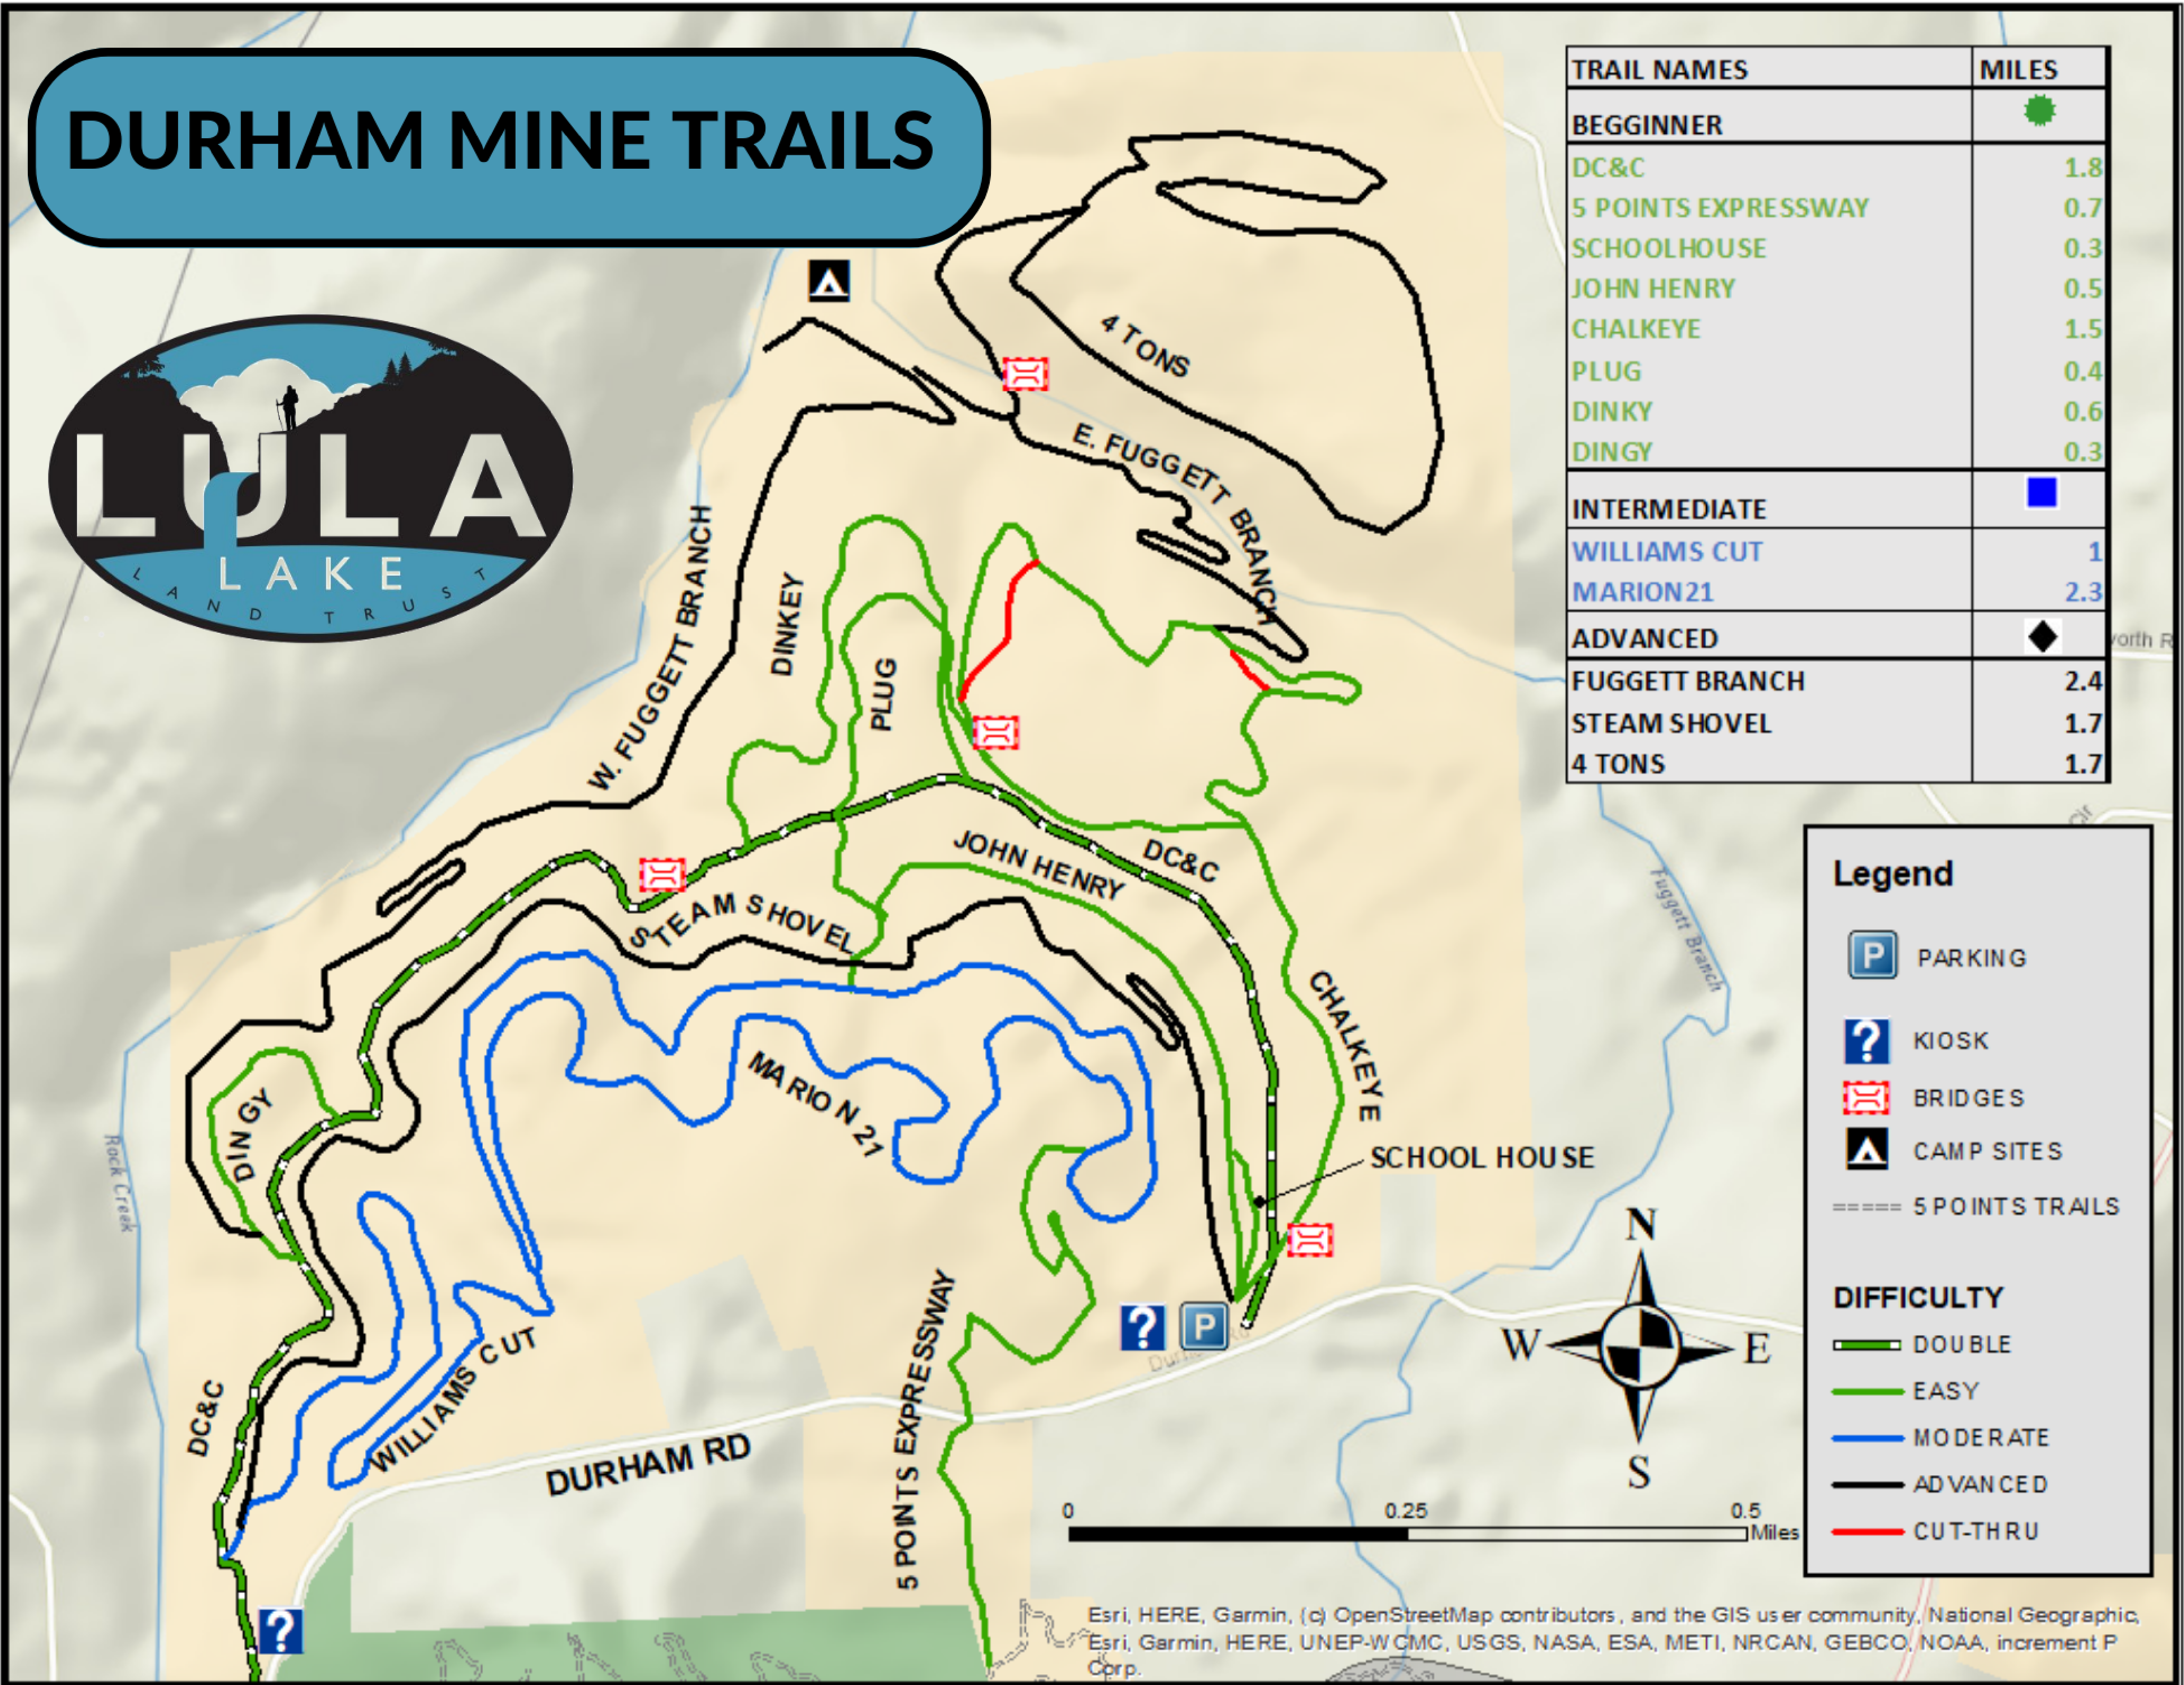 DURHAM MINE TRAILS
LULA
LAKE
LAND TRUST
TRAIL NAMES MILES
BEGGINNER
DC&C 1.8
5 POINTS EXPRESSWAY 0.7
SCHOOLHOUSE 0.3
JOHN HENRY 0.5
CHALKEYE 1.5
PLUG 0.4
DINKY 0.6
DINGY 0.3
INTERMEDIATE
WILLIAMS CUT 1
MARION21 2.3
ADVANCED
FUGGETT BRANCH 2.4
STEAM SHOVEL 1.7
4 TONS 1.7
4 TONS
E. FUGGETT BRANCH
W. FUGGETT BRANCH
DINKEY
PLUG
JOHN HENRY
DC&C
STEAM SHOVEL
CHALKEYE
MARION 21
DINGY
SCHOOL HOUSE
Rock Creek
Fuggett Branch
WILLIAMS CUT
DC&C
5 POINTS EXPRESSWAY
DURHAM RD
P
?
?
N
W E
S
0 0.25 0.5
Miles
Legend
P PARKING
? KIOSK
BRIDGES
CAMP SITES
5 POINTS TRAILS
DIFFICULTY
DOUBLE
EASY
MODERATE
ADVANCED
CUT-THRU
Esri, HERE, Garmin, (c) OpenStreetMap contributors, and the GIS user community, National Geographic,
Esri, Garmin, HERE, UNEP-WCMC, USGS, NASA, ESA, METI, NRCAN, GEBCO, NOAA, increment P
Corp.